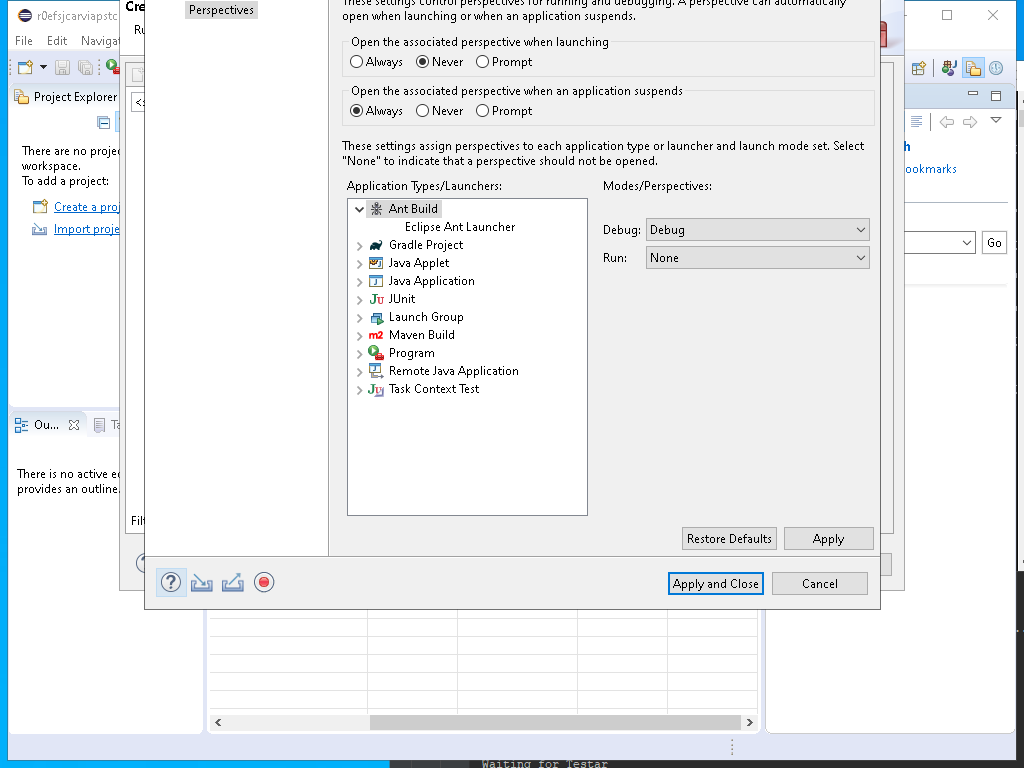 r0efsjcarviapstc
Cre
File Edit Navigat
Ru
Perspectives
These settings control perspectives for running and debugging. A perspective can automatically
open when launching or when an application suspends.
Open the associated perspective when launching
Always Never Prompt
Open the associated perspective when an application suspends
Always Never Prompt
These settings assign perspectives to each application type or launcher and launch mode set. Select
"None" to indicate that a perspective should not be opened.
Application Types/Launchers:
Modes/Perspectives:
Ant Build
Eclipse Ant Launcher
Gradle Project
Java Applet
Java Application
JUnit
Launch Group
m2 Maven Build
Program
Remote Java Application
Task Context Test
Debug: Debug
Run: None
Restore Defaults Apply
Apply and Close Cancel
Project Explorer
There are no proje
workspace.
To add a project:
Create a proj
Import proje
Ou...
Ta
There is no active ed
provides an outline.
Filt
ookmarks
Go
Waiting for Testar